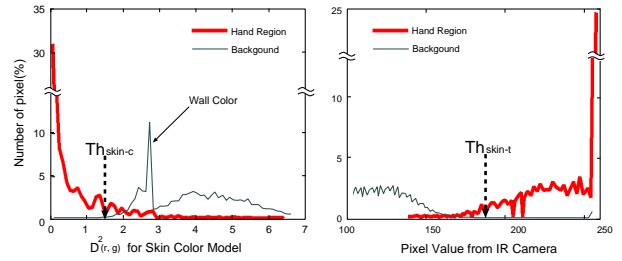 35
30
10
5
0
Number of pixel(%)
Hand Region
Backgound
Wall Color
Th skin-c
0 1 2 3 4 5 6 7
D²(r, g) for Skin Color Model
25
20
5
0
Hand Region
Backgound
Th skin-t
100 150 200 250
Pixel Value from IR Camera